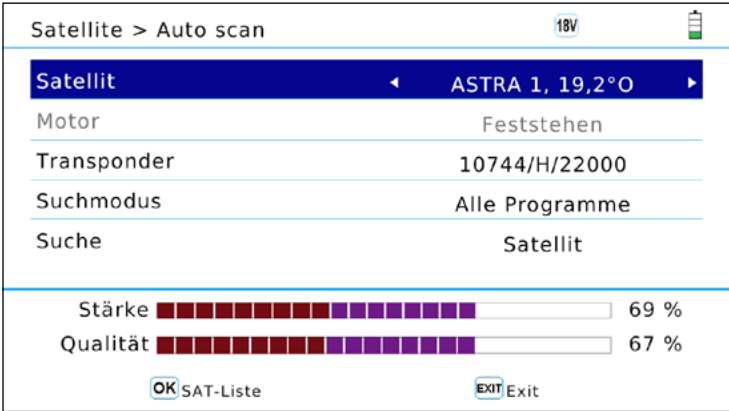 Satellite > Auto scan 18V
Satellit ASTRA 1, 19,2°O
Motor Feststehen
Transponder 10744/H/22000
Suchmodus Alle Programme
Suche Satellit
Stärke 69 %
Qualität 67 %
OK SAT-Liste EXIT Exit